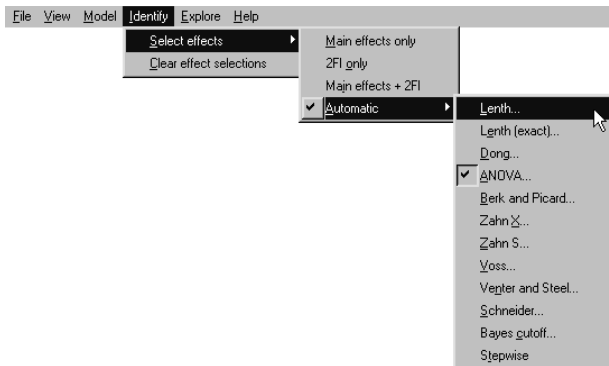 File View Model Identify Explore Help
Select effects
Clear effect selections
Main effects only
2FI only
Main effects + 2FI
Automatic
Lenth...
Lenth (exact)...
Dong...
ANOVA...
Berk and Picard...
Zahn X...
Zahn S...
Voss...
Venter and Steel...
Schneider...
Bayes cutoff...
Stepwise